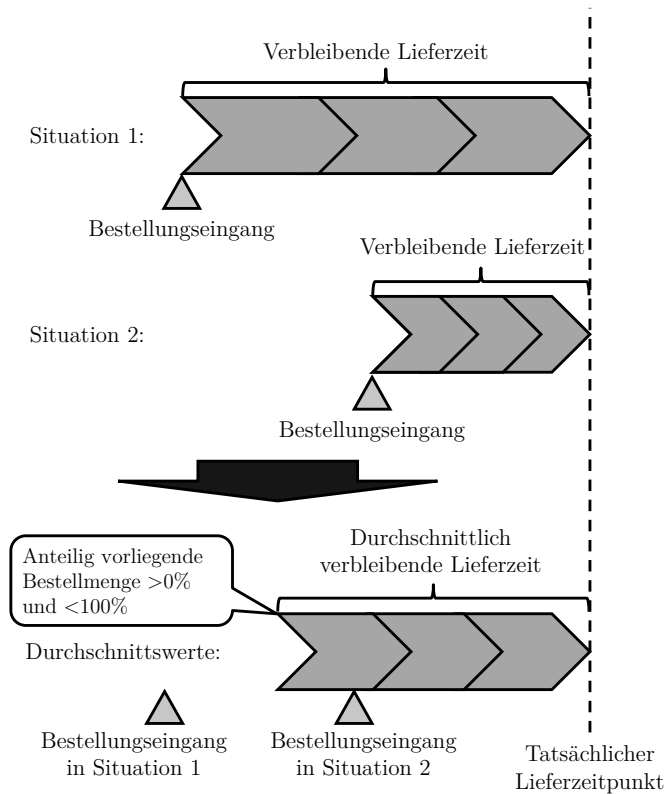 Verbleibende Lieferzeit
Situation 1:
Bestellungseingang
Verbleibende Lieferzeit
Situation 2:
Bestellungseingang
Durchschnittlich
verbleibende Lieferzeit
Anteilig vorliegende
Bestellmenge >0%
und <100%
Durchschnittswerte:
Bestellungseingang
in Situation 1
Bestellungseingang
in Situation 2
Tatsächlicher
Lieferzeitpunkt